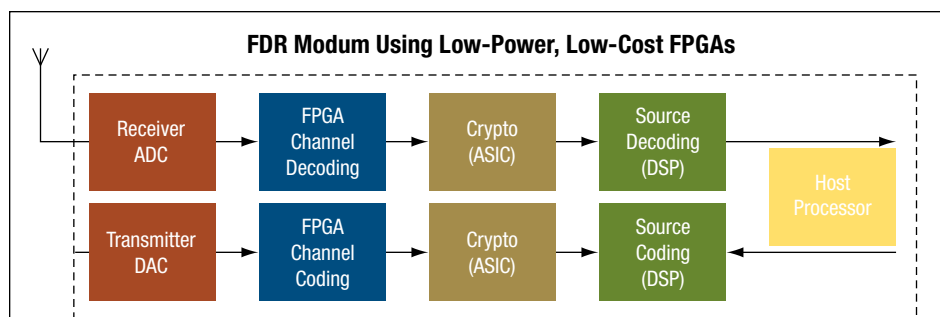 FDR Modum Using Low-Power, Low-Cost FPGAs
Receiver
ADC
FPGA
Channel
Decoding
Crypto
(ASIC)
Source
Decoding
(DSP)
Host
Processor
Transmitter
DAC
FPGA
Channel
Coding
Crypto
(ASIC)
Source
Coding
(DSP)